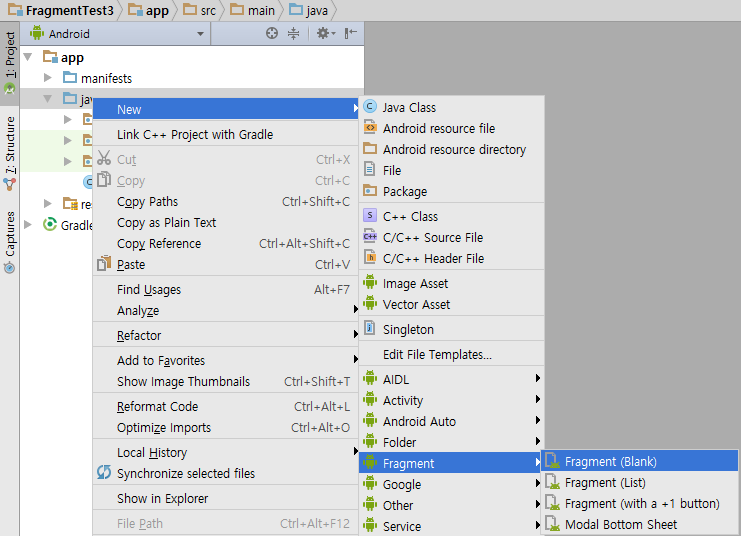 FragmentTest3 app src main java
Android
1: Project
7: Structure
Captures
app
manifests
New
Link C++ Project with Gradle
Cut Ctrl+X
Copy Ctrl+C
Copy Paths Ctrl+Shift+C
Copy as Plain Text
Copy Reference Ctrl+Alt+Shift+C
Paste Ctrl+V
Find Usages Alt+F7
Analyze
Refactor
Add to Favorites
Show Image Thumbnails Ctrl+Shift+T
Reformat Code Ctrl+Alt+L
Optimize Imports Ctrl+Alt+O
Local History
Synchronize selected files
Show in Explorer
File Path Ctrl+Alt+F12
Java Class
Android resource file
Android resource directory
File
Package
C++ Class
C/C++ Source File
C/C++ Header File
Image Asset
Vector Asset
Singleton
Edit File Templates...
AIDL
Activity
Android Auto
Folder
Fragment
Google
Other
Service
Fragment (Blank)
Fragment (List)
Fragment (with a +1 button)
Modal Bottom Sheet